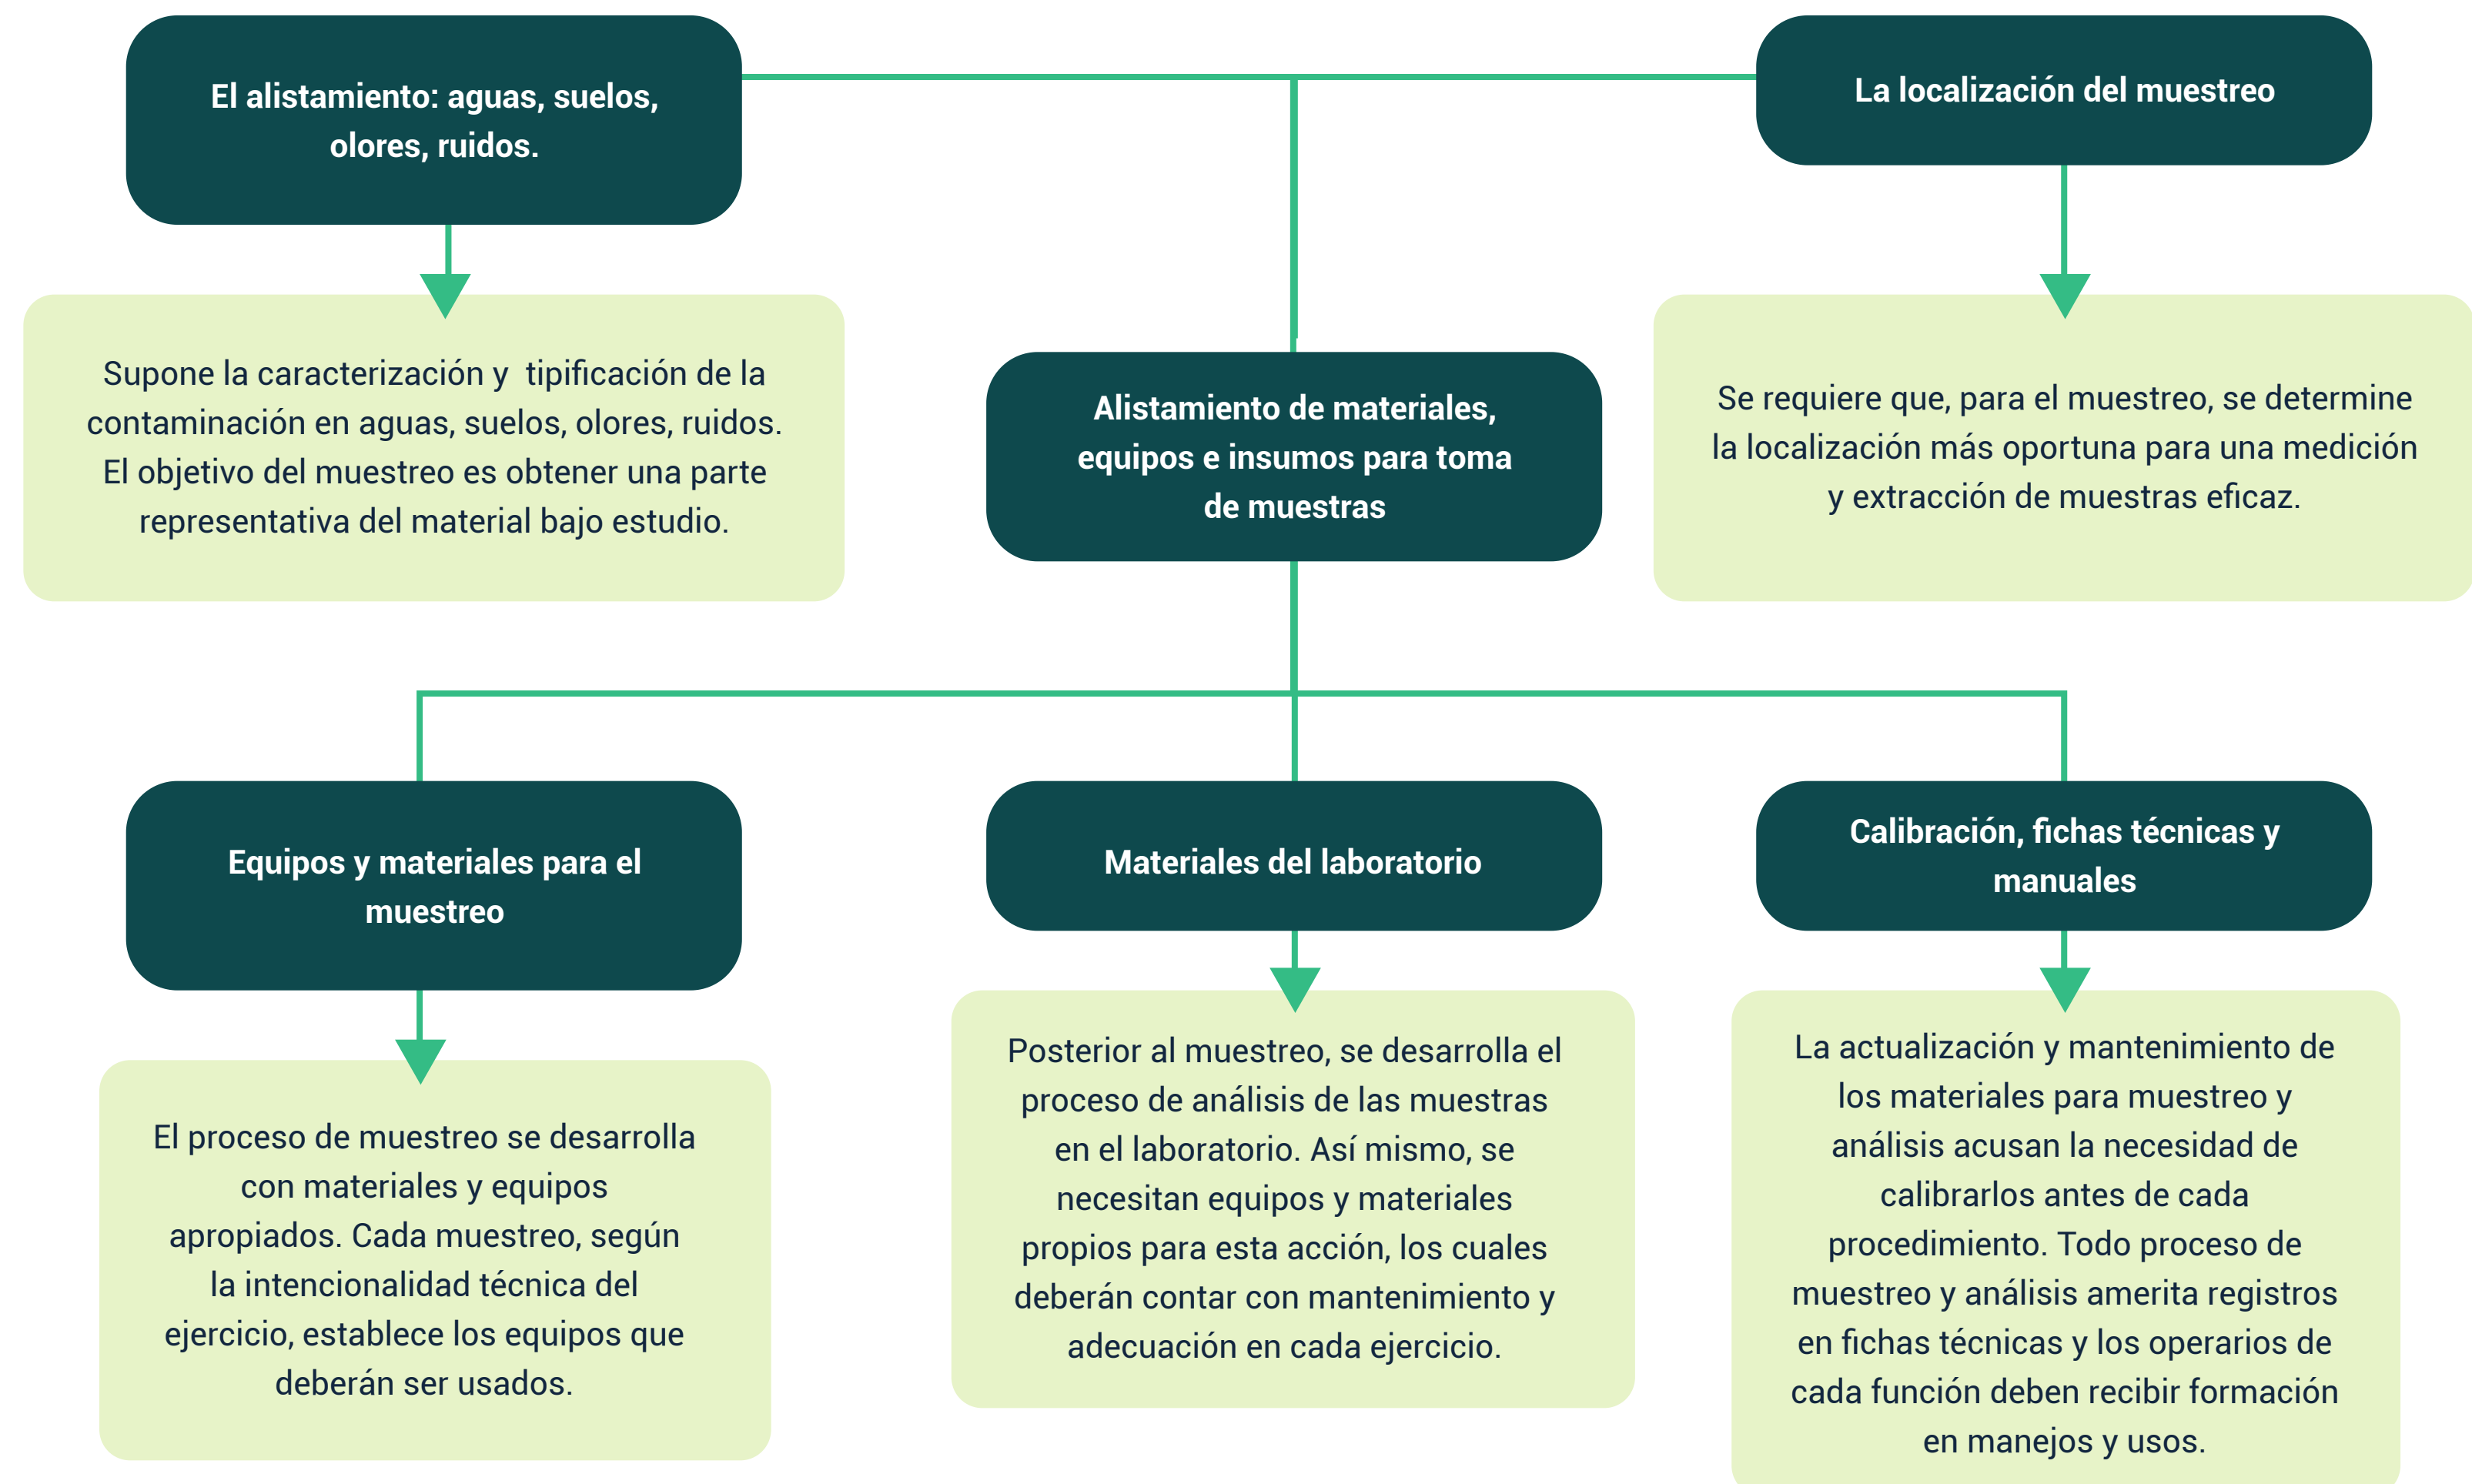 El alistamiento: aguas, suelos,
olores, ruidos.
La localización del muestreo
Supone la caracterización y  tipificación de la
contaminación en aguas, suelos, olores, ruidos.
El objetivo del muestreo es obtener una parte
representativa del material bajo estudio.
Alistamiento de materiales,
equipos e insumos para toma
de muestras
Se requiere que, para el muestreo, se determine
la localización más oportuna para una medición
y extracción de muestras eficaz.
Equipos y materiales para el
muestreo
El proceso de muestreo se desarrolla
con materiales y equipos
apropiados. Cada muestreo, según
la intencionalidad técnica del
ejercicio, establece los equipos que
deberán ser usados.
Materiales del laboratorio
Posterior al muestreo, se desarrolla el
proceso de análisis de las muestras
en el laboratorio. Así mismo, se
necesitan equipos y materiales
propios para esta acción, los cuales
deberán contar con mantenimiento y
adecuación en cada ejercicio.
Calibración, fichas técnicas y
manuales
La actualización y mantenimiento de
los materiales para muestreo y
análisis acusan la necesidad de
calibrarlos antes de cada
procedimiento. Todo proceso de
muestreo y análisis amerita registros
en fichas técnicas y los operarios de
cada función deben recibir formación
en manejos y usos.